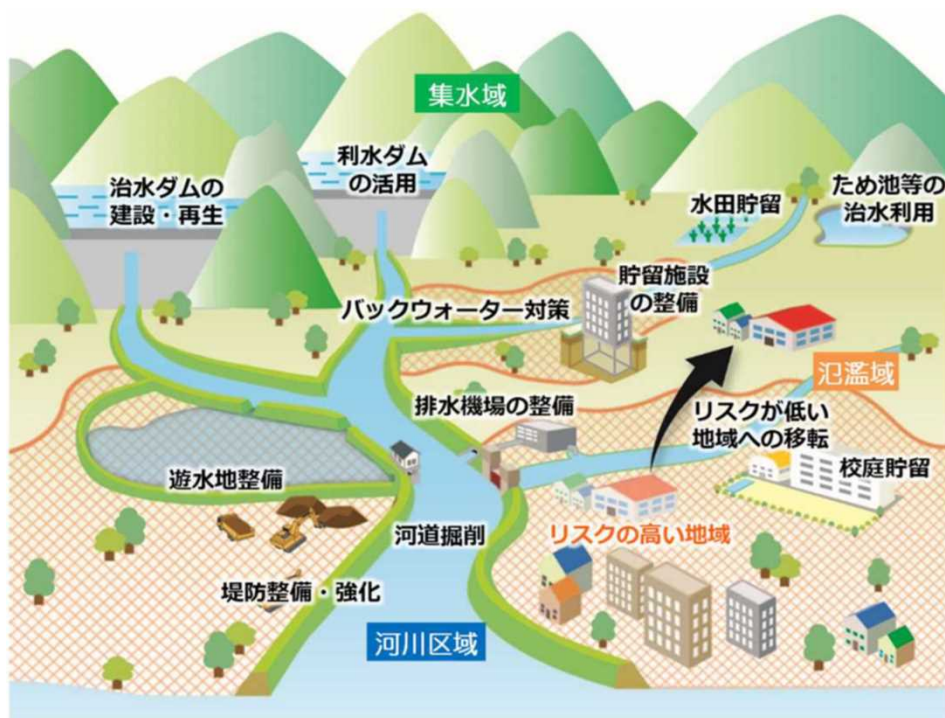 集水域
利水ダム
の活用
治水ダムの
建設・再生
水田貯留
ため池等の
治水利用
貯留施設
の整備
バックウォーター対策
氾濫域
排水機場の整備
リスクが低い
地域への移転
校庭貯留
遊水地整備
河道掘削
リスクの高い地域
堤防整備・強化
河川区域